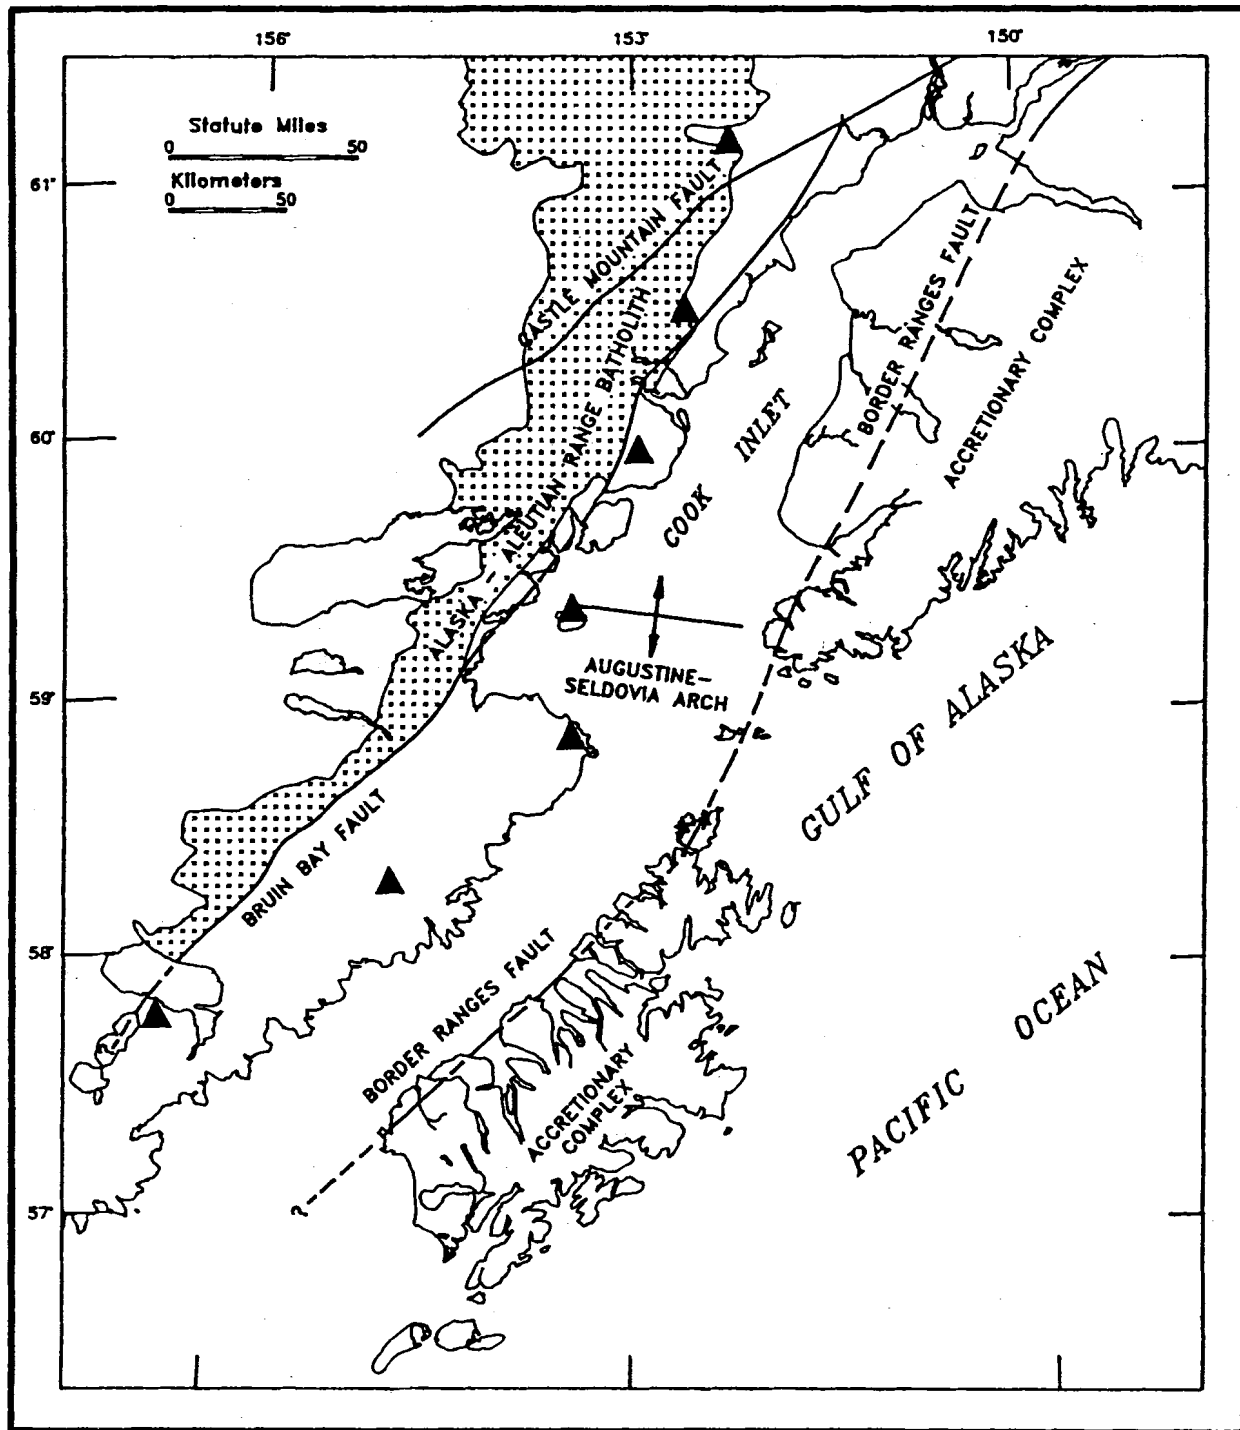 156°
153°
150°
Statute Miles
0 50
Kilometers
0 50
61°
60°
59°
58°
57°
CASTLE MOUNTAIN FAULT
ALASKA - ALEUTIAN RANGE BATHOLITH
BORDER RANGES FAULT
ACCRETIONARY COMPLEX
COOK INLET
AUGUSTINE-
SELDOVIA ARCH
GULF OF ALASKA
BRUIN BAY FAULT
BORDER RANGES FAULT
ACCRETIONARY
COMPLEX
PACIFIC OCEAN
?
?